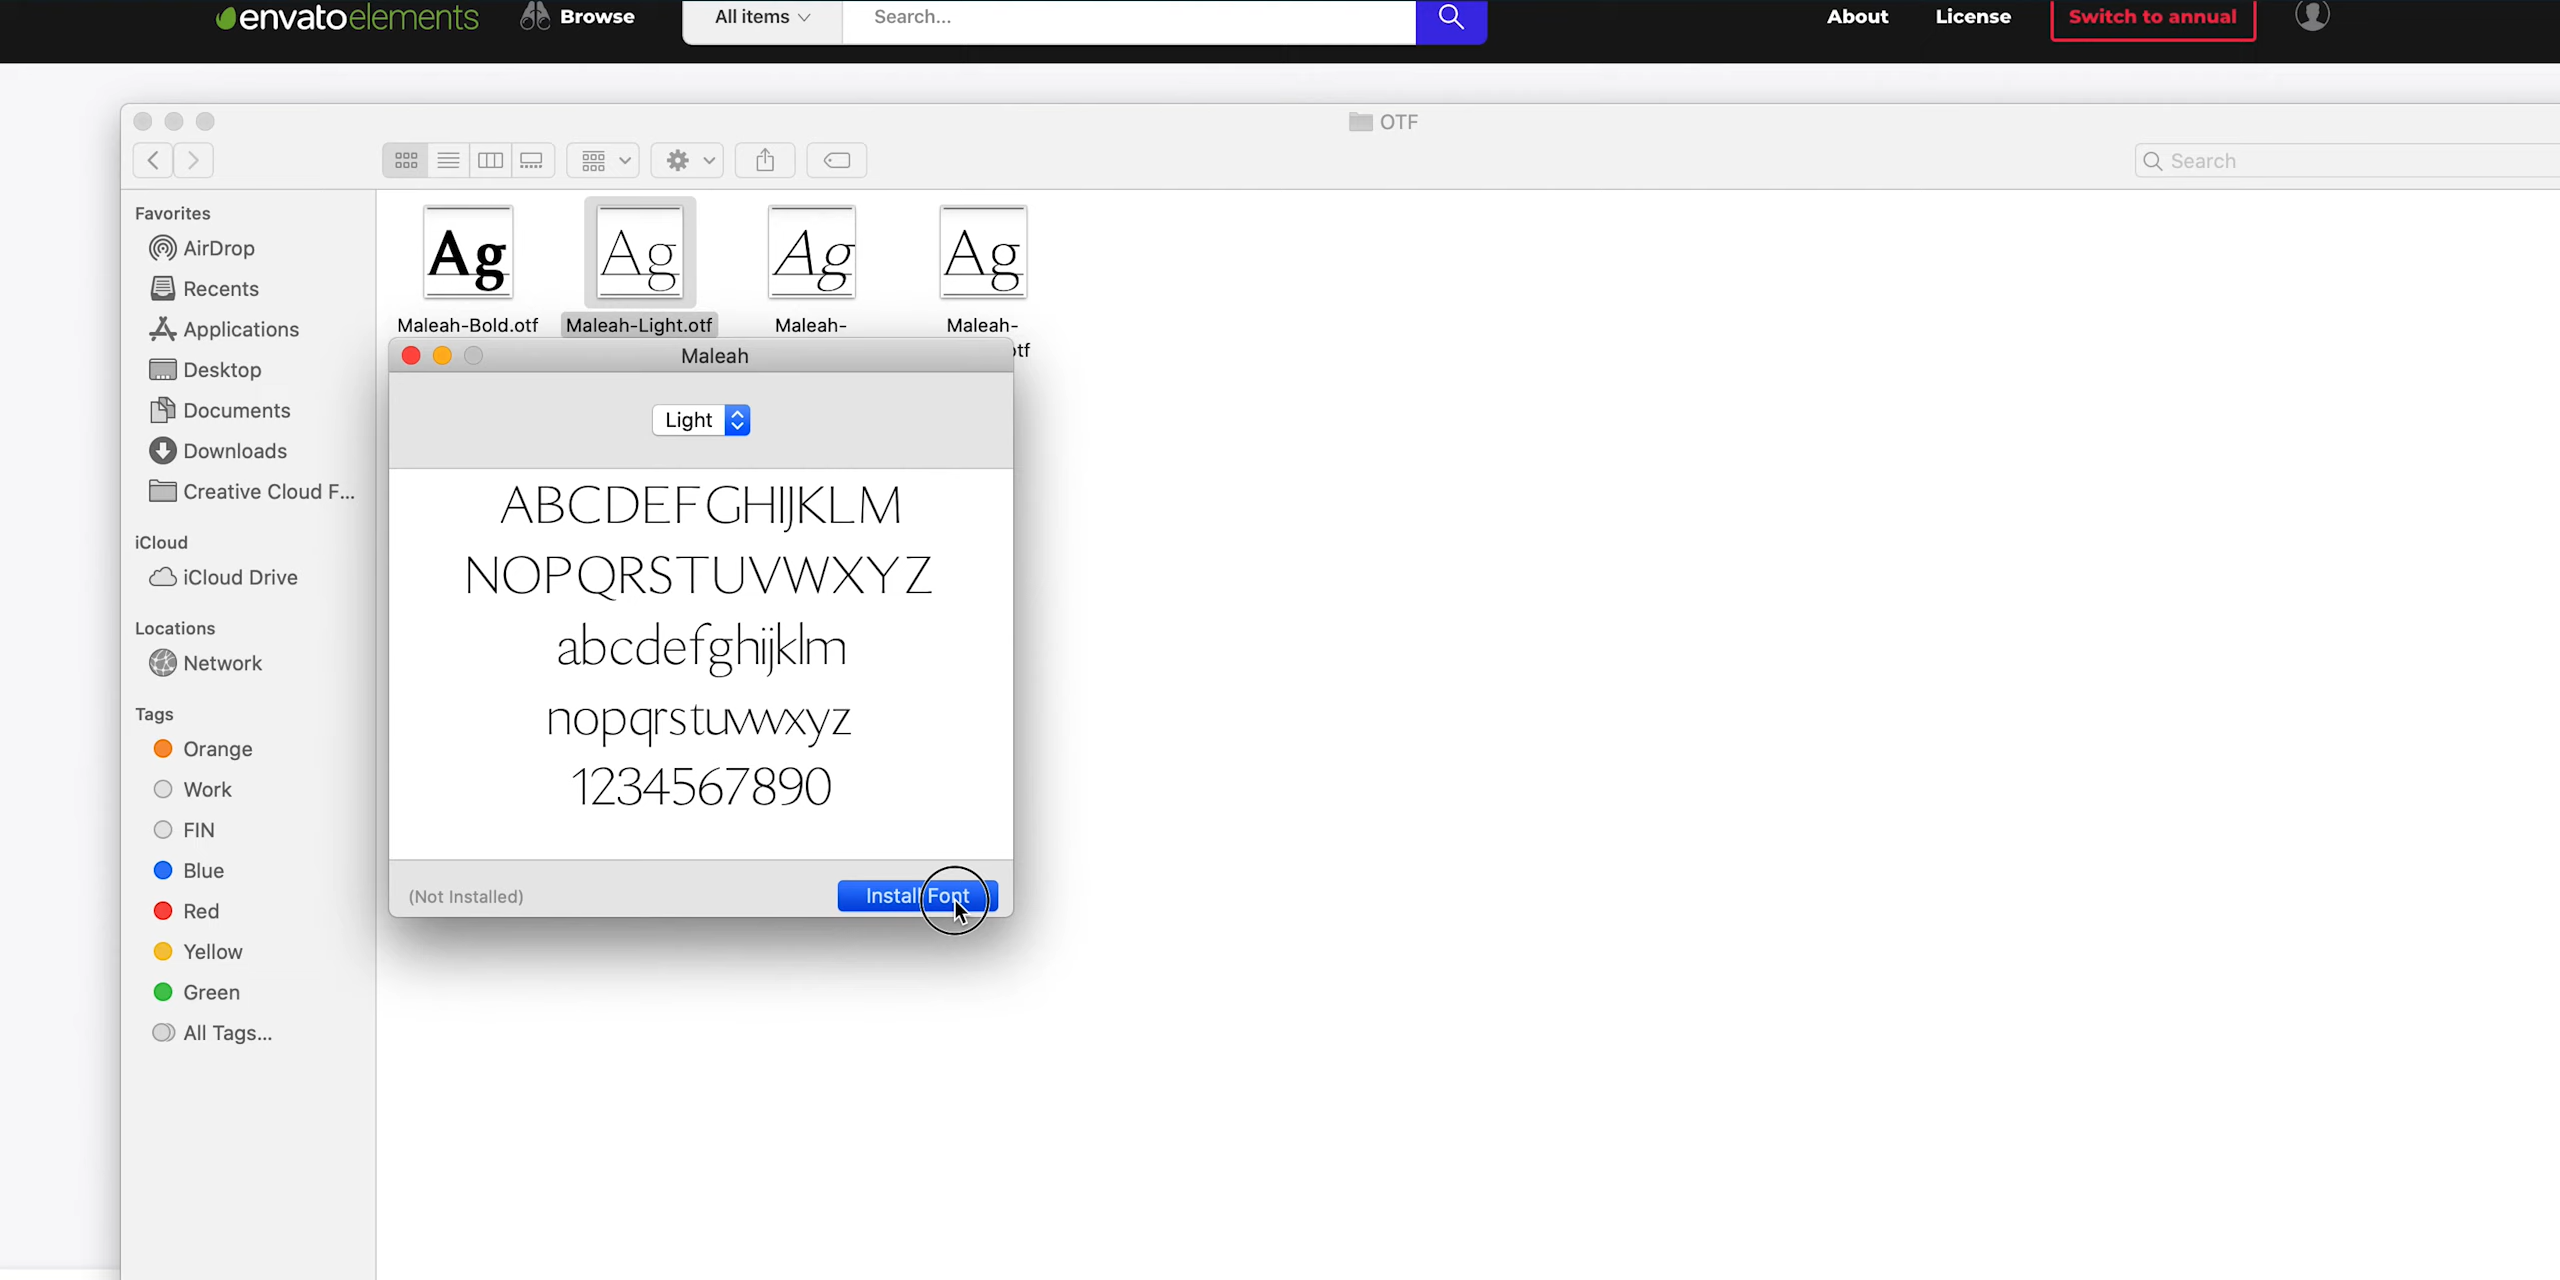 envatoelements
Browse
All items
Search...
About
License
Switch to annual
OTF
Search
Favorites
AirDrop
Recents
Applications
Desktop
Documents
Downloads
Creative Cloud F...
iCloud
iCloud Drive
Locations
Network
Tags
Orange
Work
FIN
Blue
Red
Yellow
Green
All Tags...
Ag
Ag
Ag
Ag
Maleah-Bold.otf
Maleah-Light.otf
Maleah-
Maleah-
tf
Maleah
Light
ABCDEFGHIJKLM
NOPQRSTUVWXYZ
abcdefghijklm
nopqrstuvwxyz
1234567890
(Not Installed)
Install Font